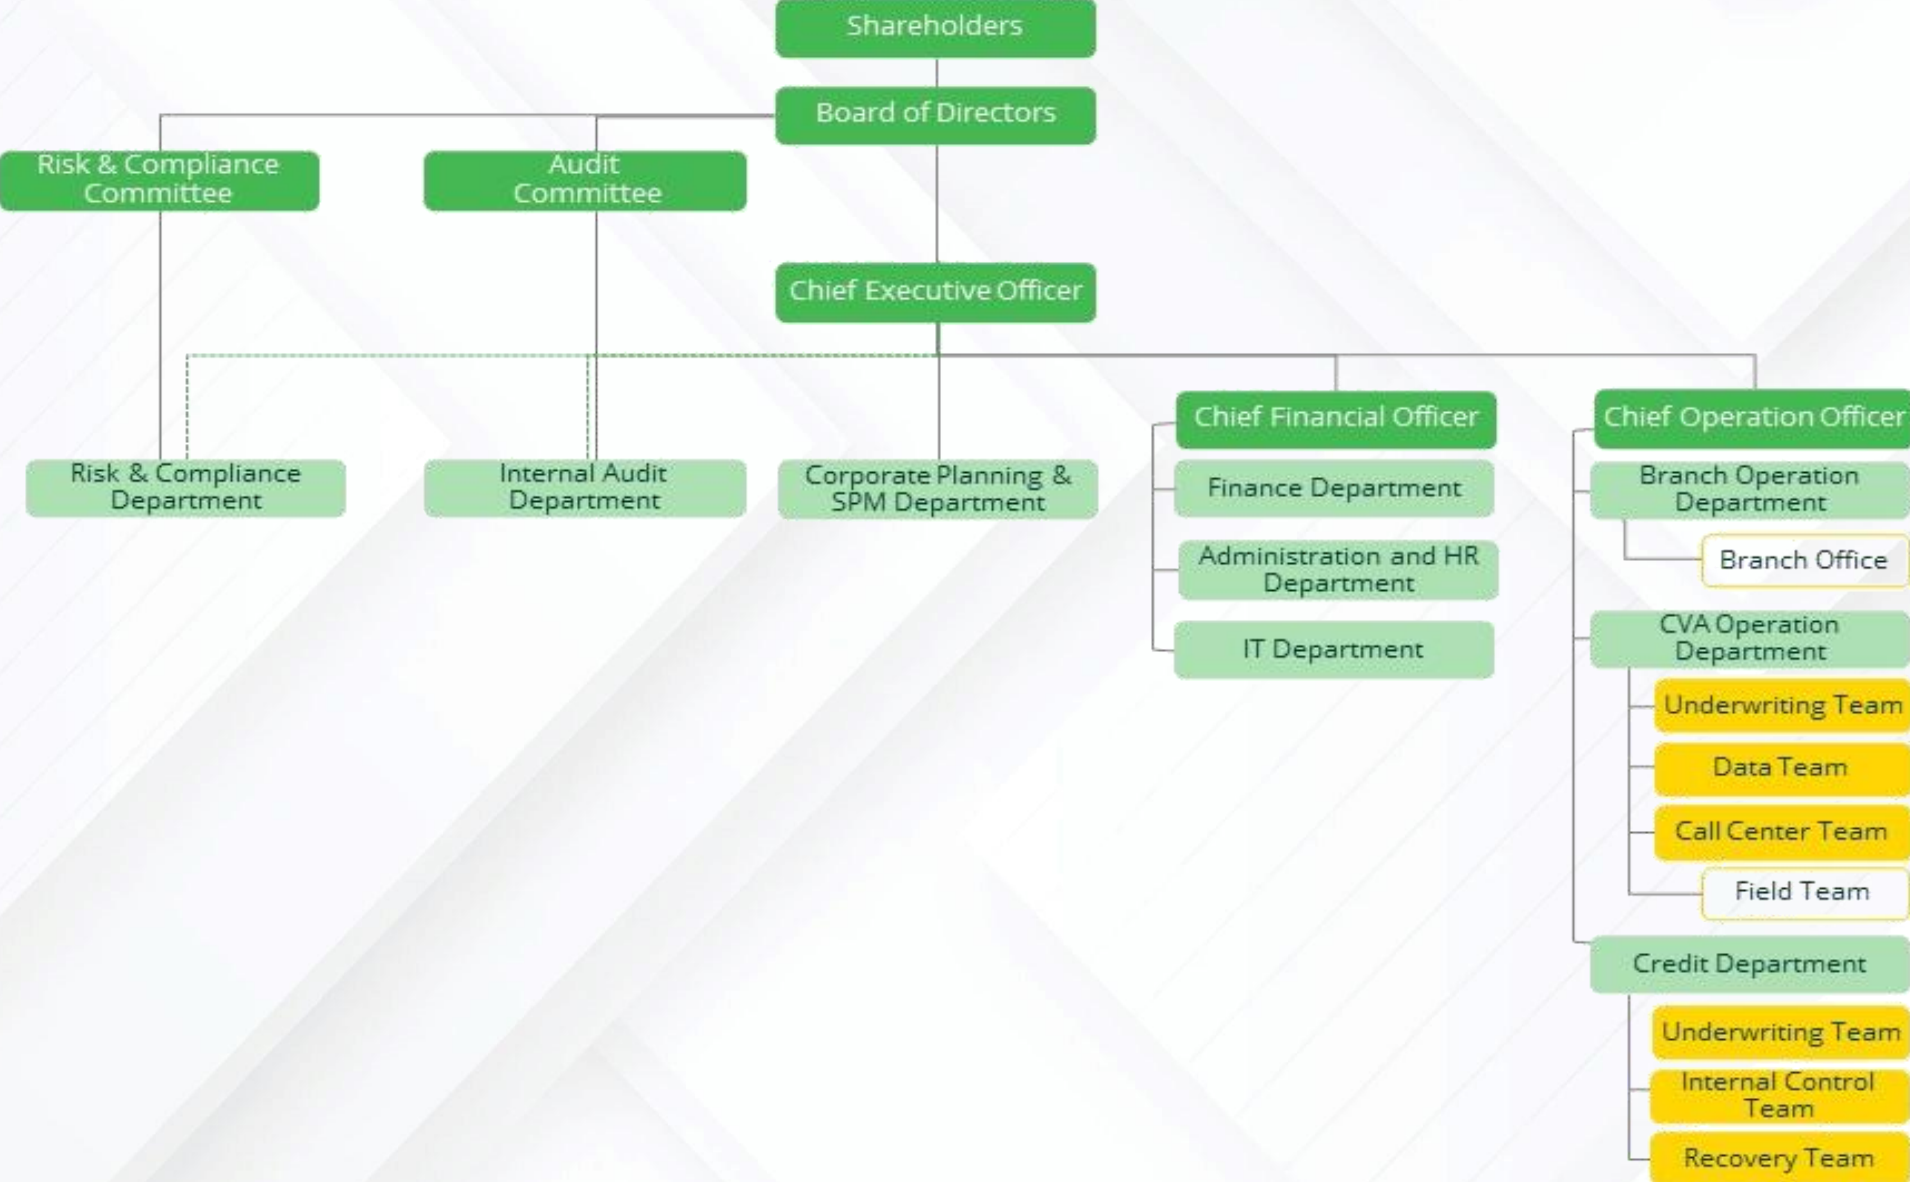 Shareholders
Board of Directors
Risk & Compliance
Committee
Audit
Committee
Chief Executive Officer
Chief Financial Officer
Chief Operation Officer
Risk & Compliance
Department
Internal Audit
Department
Corporate Planning &
SPM Department
Finance Department
Administration and HR
Department
IT Department
Branch Operation
Department
Branch Office
CVA Operation
Department
Underwriting Team
Data Team
Call Center Team
Field Team
Credit Department
Underwriting Team
Internal Control
Team
Recovery Team